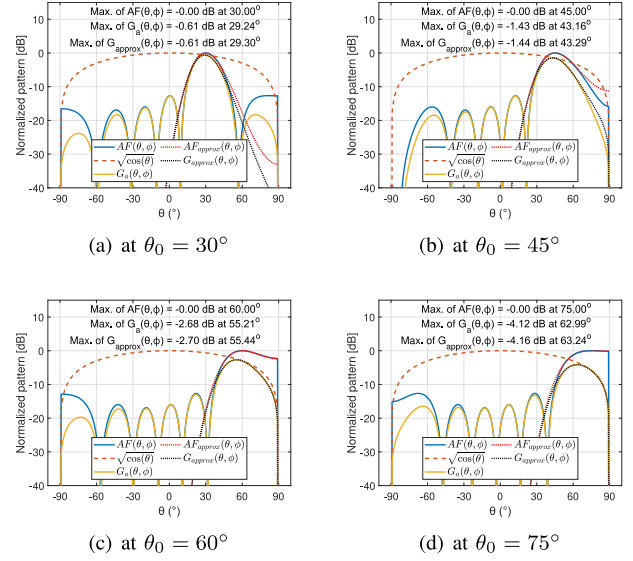 Max. of AF(θ,ϕ) = -0.00 dB at 30.00°
Max. of G_a(θ,ϕ) = -0.61 dB at 29.24°
Max. of G_approx(θ,ϕ) = -0.61 dB at 29.30°
Normalized pattern [dB]
10
0
-10
-20
-30
-40
AF(θ, ϕ)
√cos(θ)
G_a(θ, ϕ)
AF_approx(θ, ϕ)
G_approx(θ, ϕ)
-90 -60 -30 0 30 60 90
θ (°)
(a) at θ_0 = 30°
Max. of AF(θ,ϕ) = -0.00 dB at 45.00°
Max. of G_a(θ,ϕ) = -1.43 dB at 43.16°
Max. of G_approx(θ,ϕ) = -1.44 dB at 43.29°
Normalized pattern [dB]
10
0
-10
-20
-30
-40
AF(θ, ϕ)
√cos(θ)
G_a(θ, ϕ)
AF_approx(θ, ϕ)
G_approx(θ, ϕ)
-90 -60 -30 0 30 60 90
θ (°)
(b) at θ_0 = 45°
Max. of AF(θ,ϕ) = -0.00 dB at 60.00°
Max. of G_a(θ,ϕ) = -2.68 dB at 55.21°
Max. of G_approx(θ,ϕ) = -2.70 dB at 55.44°
Normalized pattern [dB]
10
0
-10
-20
-30
-40
AF(θ, ϕ)
√cos(θ)
G_a(θ, ϕ)
AF_approx(θ, ϕ)
G_approx(θ, ϕ)
-90 -60 -30 0 30 60 90
θ (°)
(c) at θ_0 = 60°
Max. of AF(θ,ϕ) = -0.00 dB at 75.00°
Max. of G_a(θ,ϕ) = -4.12 dB at 62.99°
Max. of G_approx(θ,ϕ) = -4.16 dB at 63.24°
Normalized pattern [dB]
10
0
-10
-20
-30
-40
AF(θ, ϕ)
√cos(θ)
G_a(θ, ϕ)
AF_approx(θ, ϕ)
G_approx(θ, ϕ)
-90 -60 -30 0 30 60 90
θ (°)
(d) at θ_0 = 75°